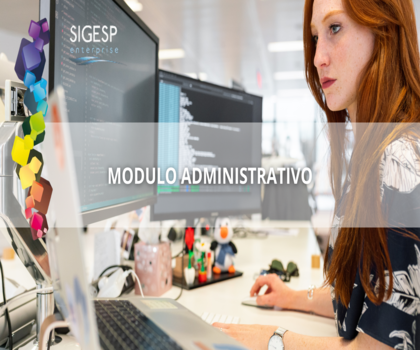 SIGESP
enterprise
MODULO ADMINISTRATIVO